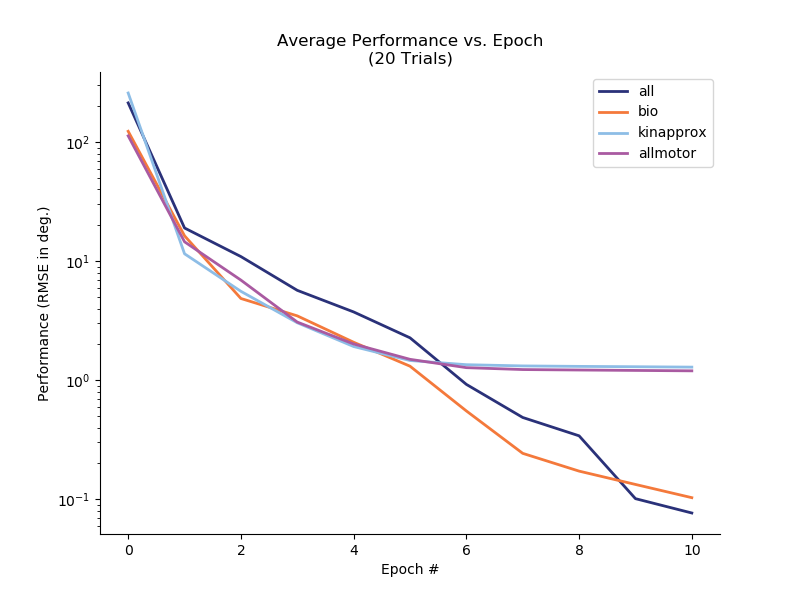 Average Performance vs. Epoch
(20 Trials)
all
bio
kinapprox
allmotor
Performance (RMSE in deg.)
10²
10¹
10⁰
10⁻¹
0 2 4 6 8 10
Epoch #